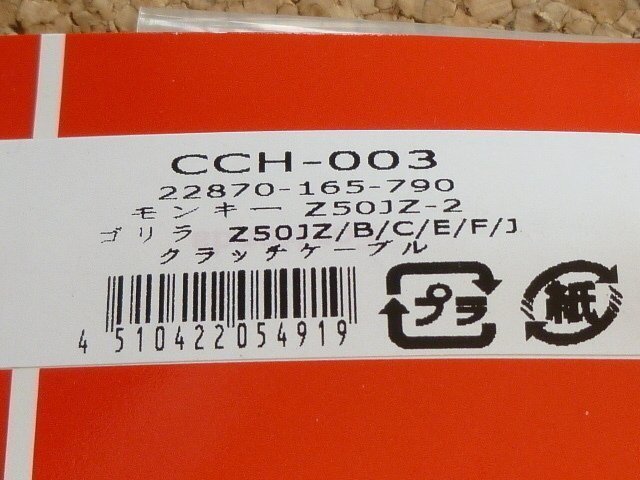 CCH-003
22870-165-790
モンキー Z50JZ-2
ゴリラ Z50JZ/B/C/E/F/J
クラッチケーブル
4 510422 054919
プラ
紙